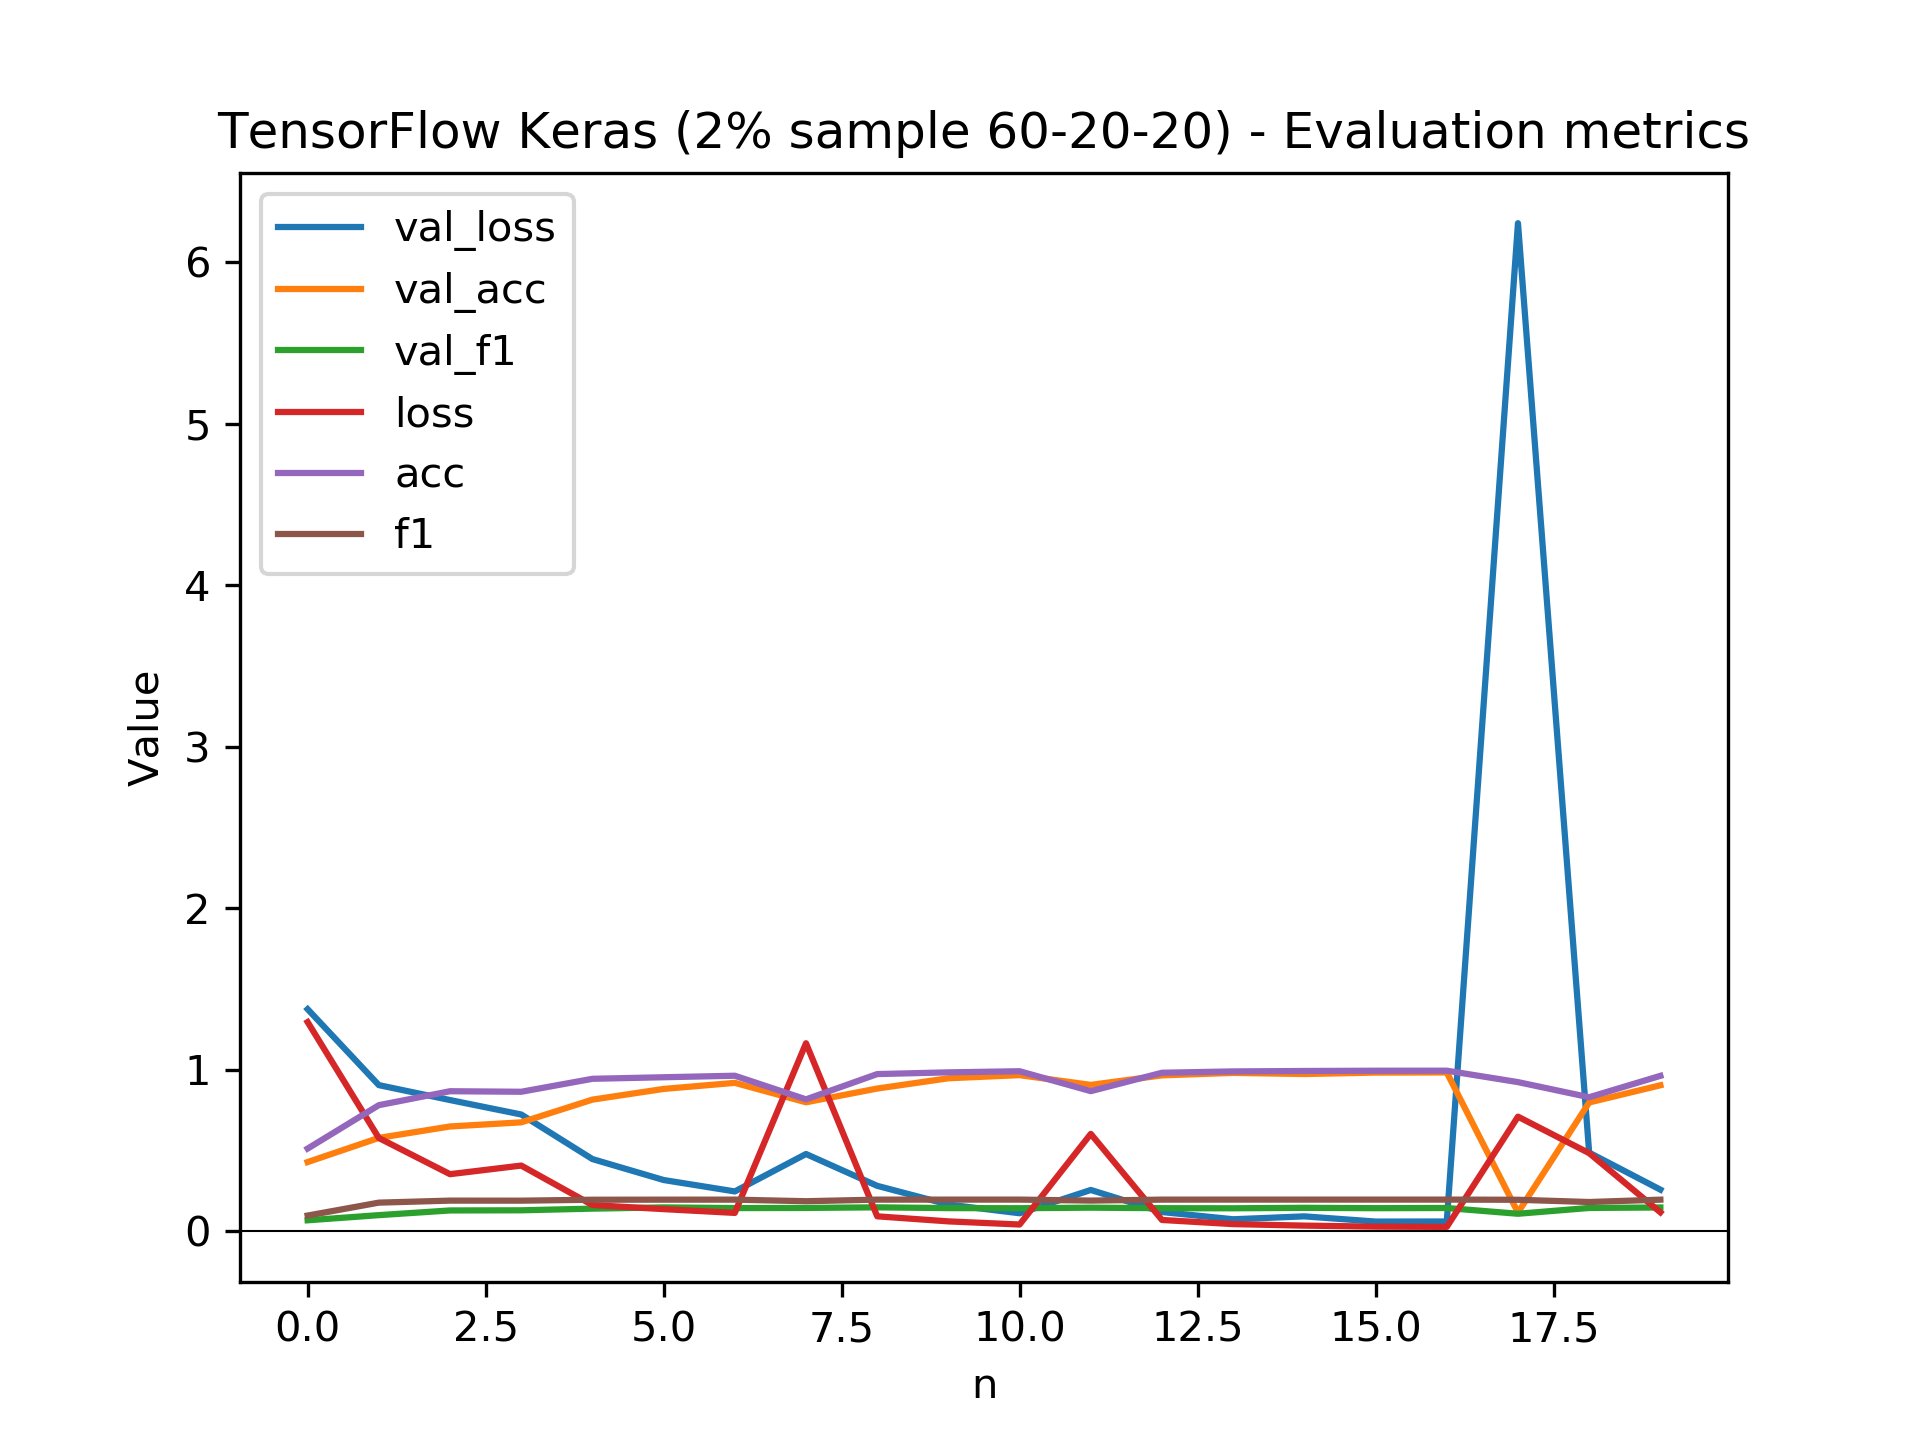 TensorFlow Keras (2% sample 60-20-20) - Evaluation metrics
val_loss
val_acc
val_f1
loss
acc
f1
6
5
4
3
2
1
0
Value
0.0 2.5 5.0 7.5 10.0 12.5 15.0 17.5
n